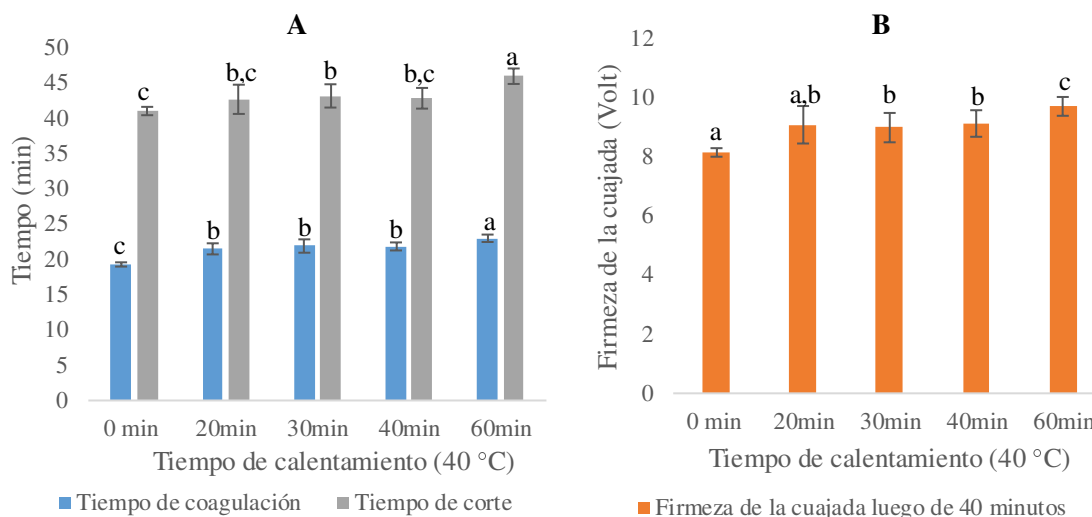 A
Tiempo (min)
50
45
40
35
30
25
20
15
10
5
0
c
c
b
b,c
b
b
b
b,c
a
a
0 min
20min
30min
40min
60min
Tiempo de calentamiento (40 °C)
Tiempo de coagulación
Tiempo de corte
B
Firmeza de la cuajada (Volt)
12
10
8
6
4
2
0
a
a,b
b
b
c
0 min
20min
30min
40min
60min
Tiempo de calentamiento (40 °C)
Firmeza de la cuajada luego de 40 minutos